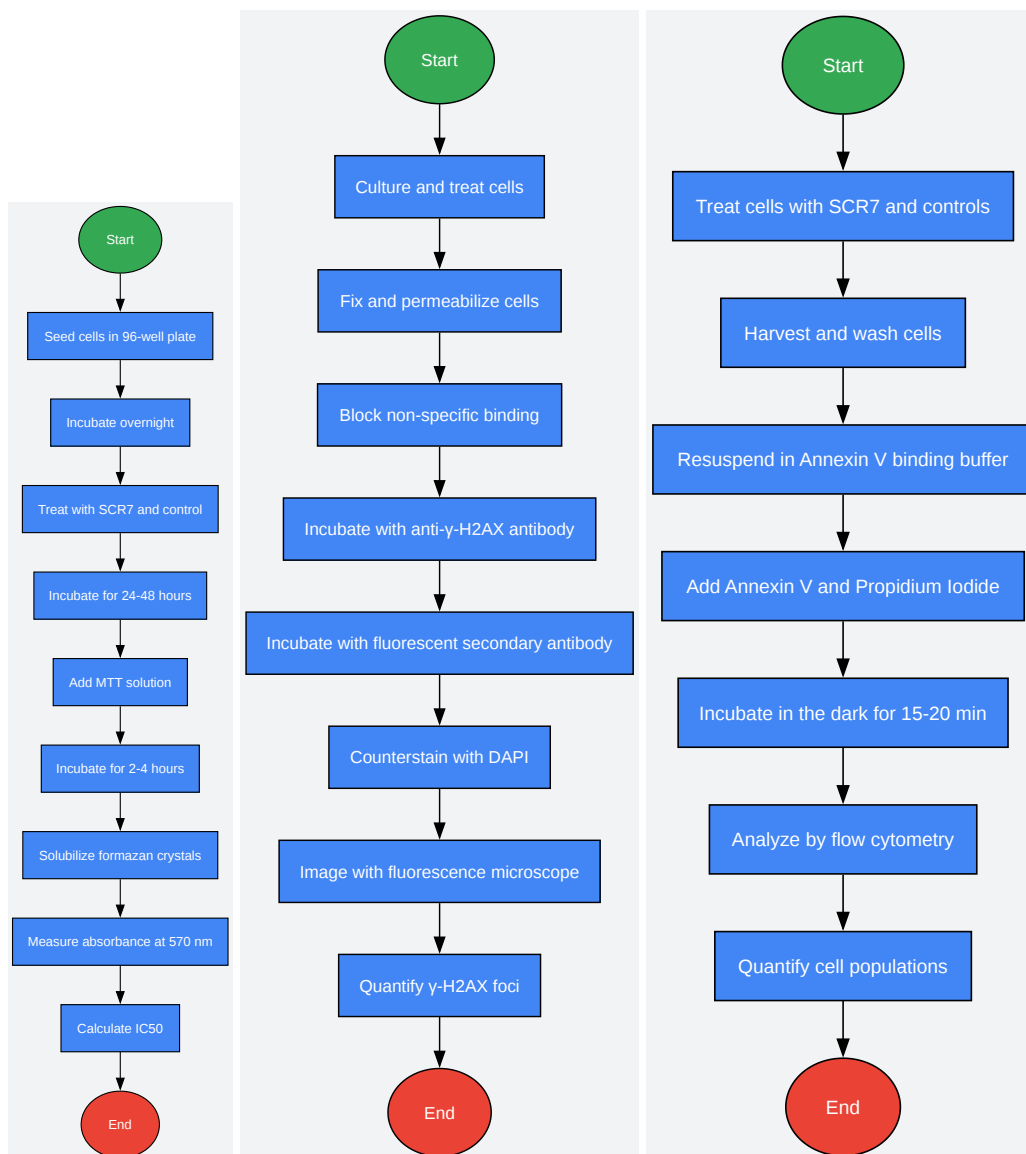 Start
Seed cells in 96-well plate
Incubate overnight
Treat with SCR7 and control
Incubate for 24-48 hours
Add MTT solution
Incubate for 2-4 hours
Solubilize formazan crystals
Measure absorbance at 570 nm
Calculate IC50
End
Start
Culture and treat cells
Fix and permeabilize cells
Block non-specific binding
Incubate with anti-γ-H2AX antibody
Incubate with fluorescent secondary antibody
Counterstain with DAPI
Image with fluorescence microscope
Quantify γ-H2AX foci
End
Start
Treat cells with SCR7 and controls
Harvest and wash cells
Resuspend in Annexin V binding buffer
Add Annexin V and Propidium Iodide
Incubate in the dark for 15-20 min
Analyze by flow cytometry
Quantify cell populations
End